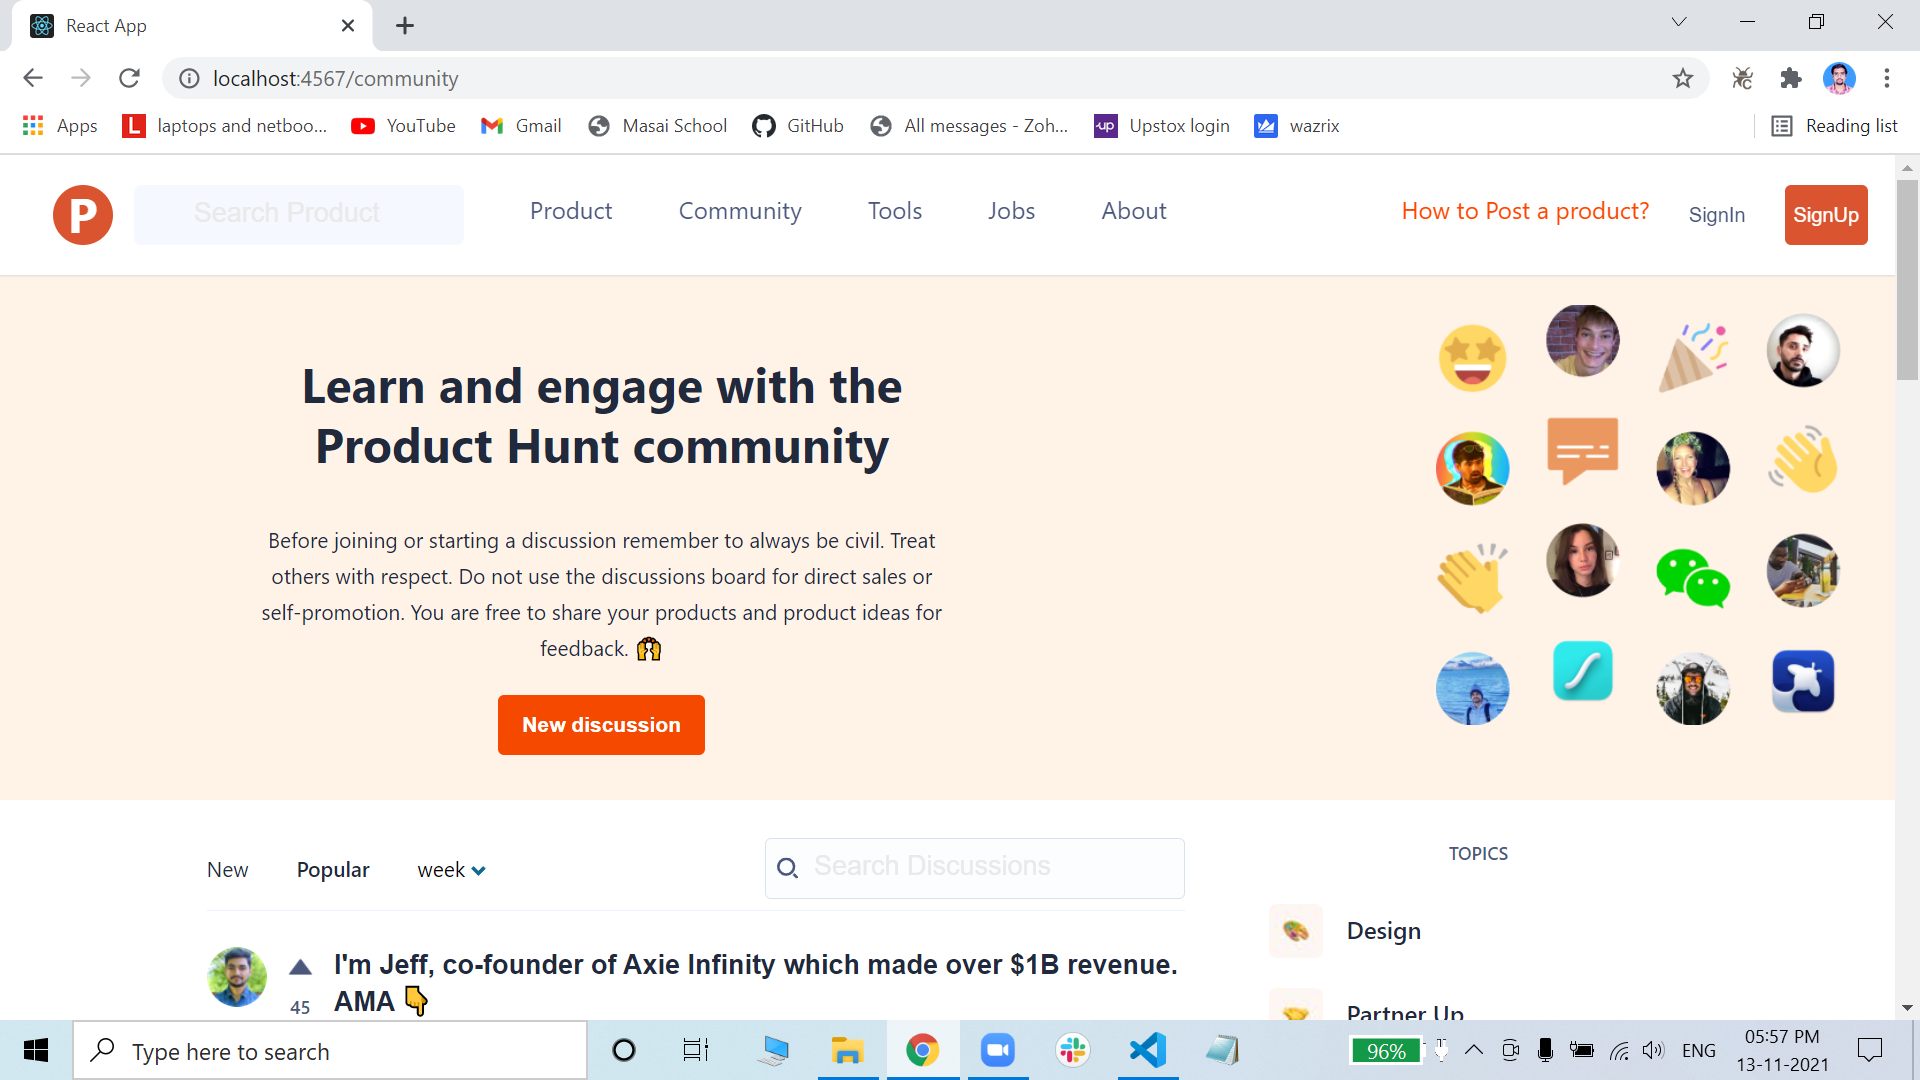 React App
localhost:4567/community
Apps
laptops and netboo...
YouTube
Gmail
Masai School
GitHub
All messages - Zoh...
up
Upstox login
wazrix
Reading list
P
Search Product
Product
Community
Tools
Jobs
About
How to Post a product?
SignIn
SignUp
Learn and engage with the
Product Hunt community
Before joining or starting a discussion remember to always be civil. Treat
others with respect. Do not use the discussions board for direct sales or
self-promotion. You are free to share your products and product ideas for
feedback. 🙌
New discussion
New
Popular
week
Search Discussions
TOPICS
Design
Partner Up
I'm Jeff, co-founder of Axie Infinity which made over $1B revenue.
AMA 👇
45
Type here to search
96%
ENG
05:57 PM
13-11-2021